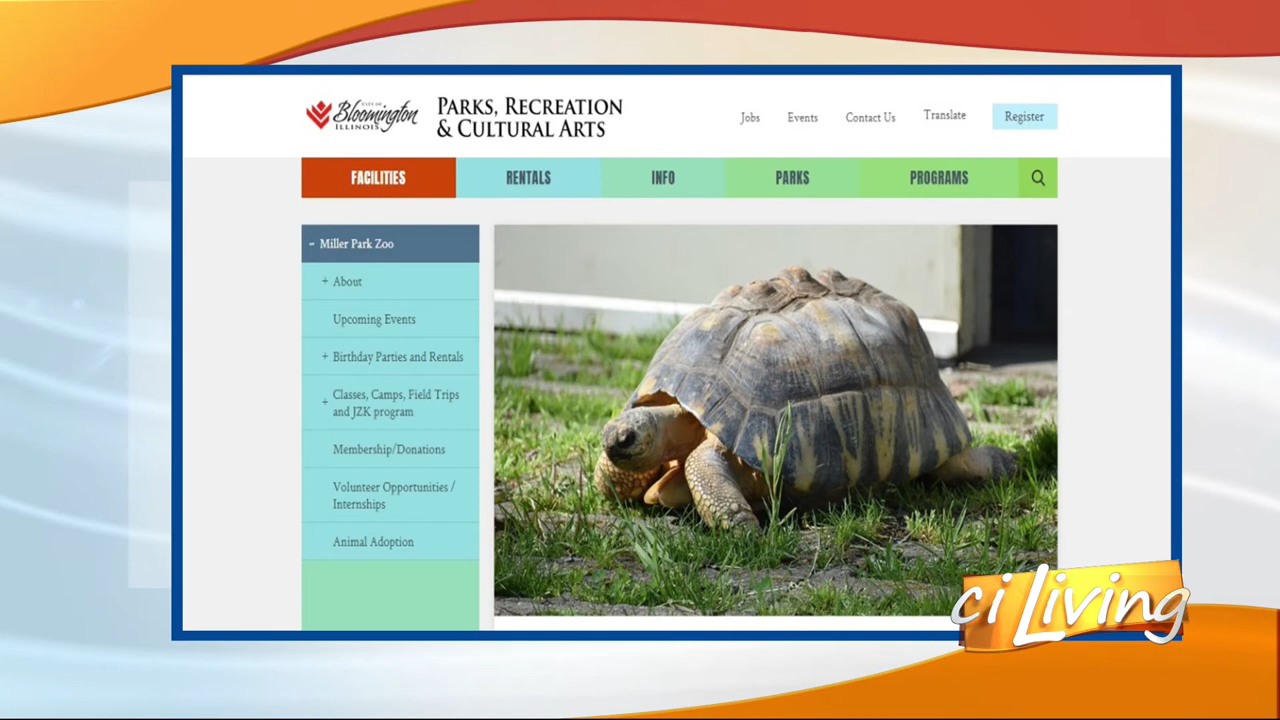 CITY OF
Bloomington
ILLINOIS
PARKS, RECREATION
& CULTURAL ARTS
Jobs
Events
Contact Us
Translate
Register
FACILITIES
RENTALS
INFO
PARKS
PROGRAMS
- Miller Park Zoo
+ About
Upcoming Events
+ Birthday Parties and Rentals
+ Classes, Camps, Field Trips
and JZK program
Membership/Donations
Volunteer Opportunities /
Internships
Animal Adoption
ci Living